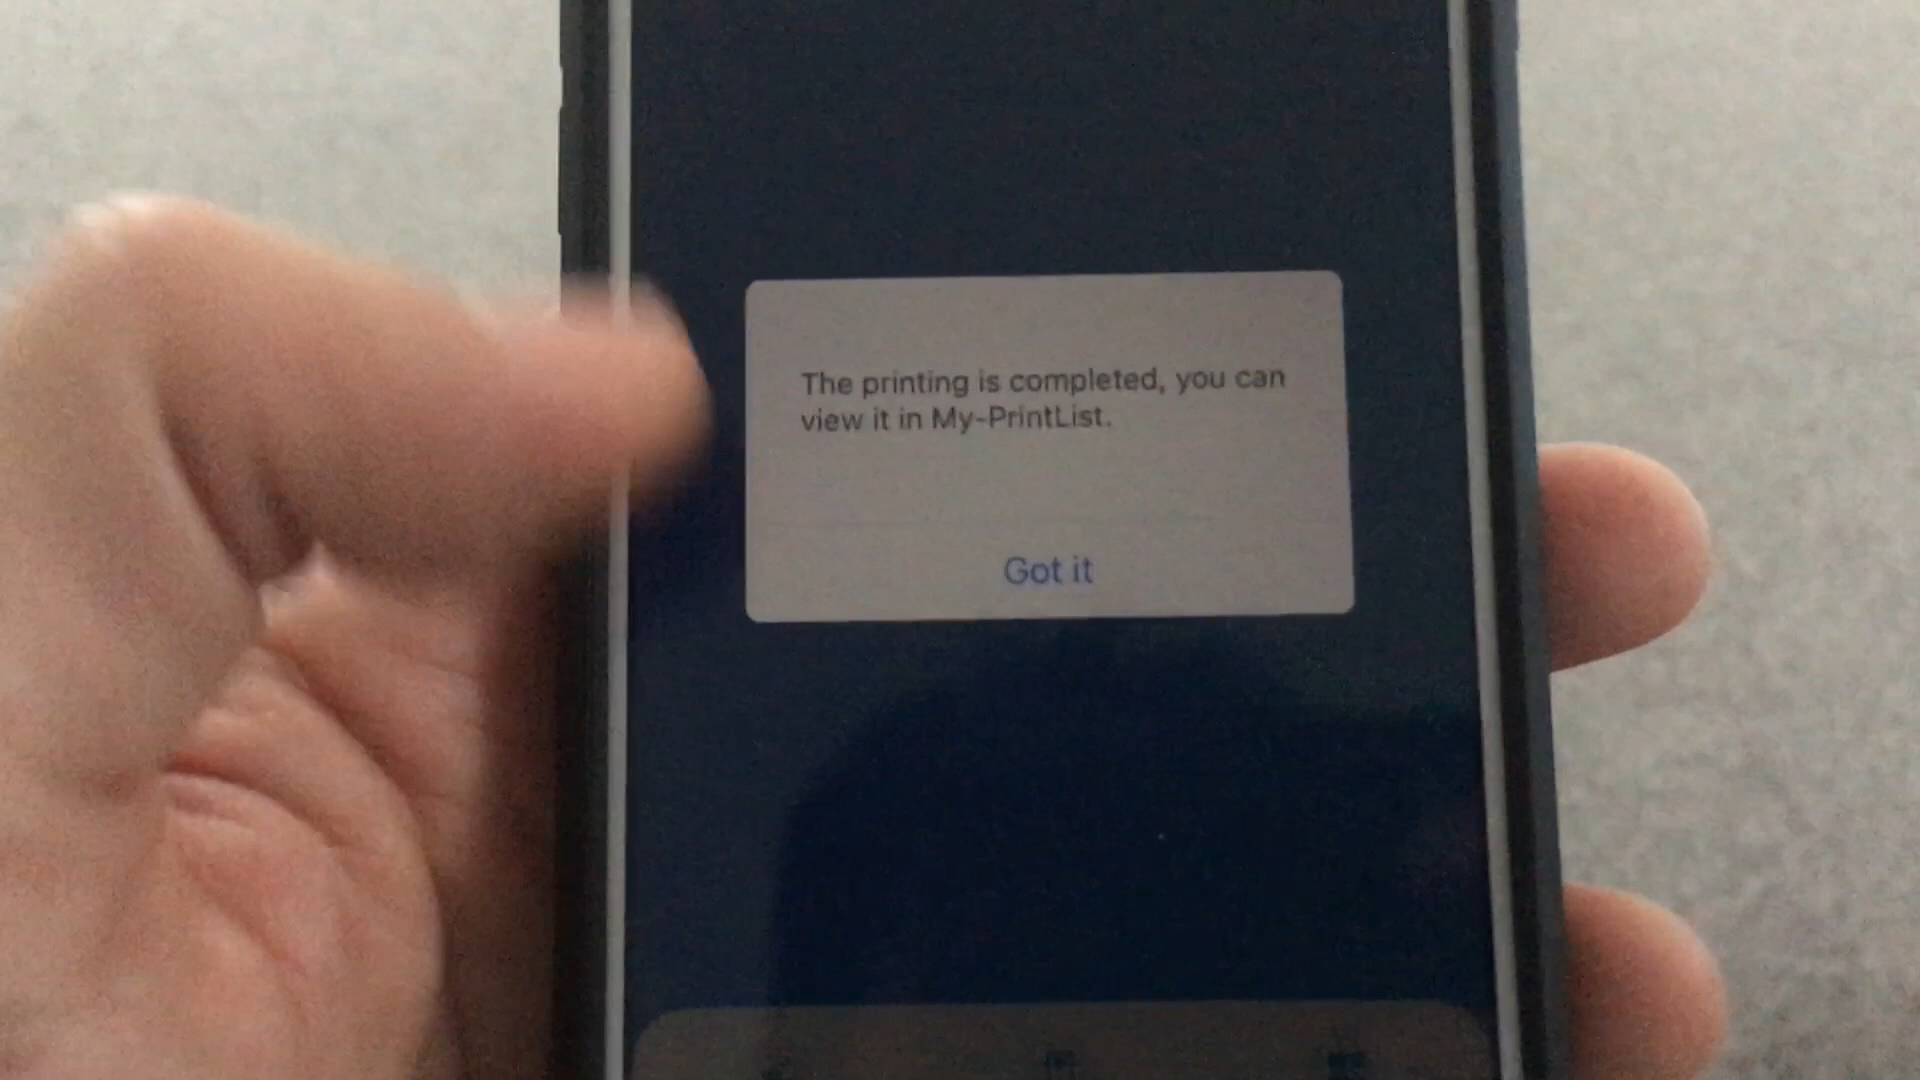 The printing is completed, you can
view it in My-PrintList.
Got it